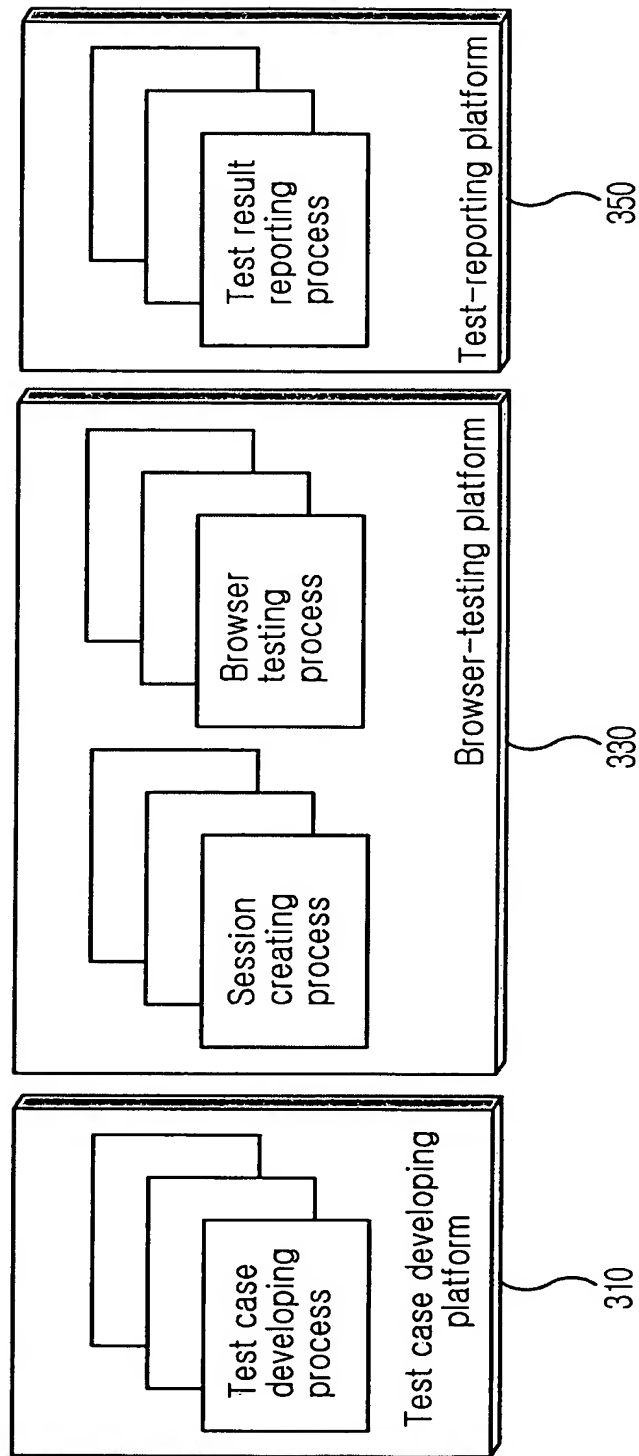 Test case
developing
process
Test case developing
platform
310
Session
creating
process
Browser
testing
process
Browser-testing platform
330
Test result
reporting
process
Test-reporting platform
350